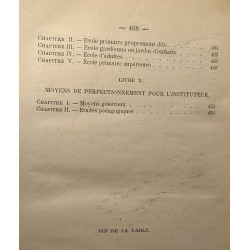 — 468 —
CHAPITRE II. — École primaire proprement dite.
CHAPITRE III. — École gardienne ou jardin d'enfants
CHAPITRE IV. — École d'adultes
CHAPITRE V. — École primaire supérieure
LIVRE X.
MOYENS DE PERFECTIONNEMENT POUR L'INSTITUTEUR.
CHAPITRE I. — Moyens généraux
CHAPITRE II. — Études pédagogiques
FIN DE LA TABLE.